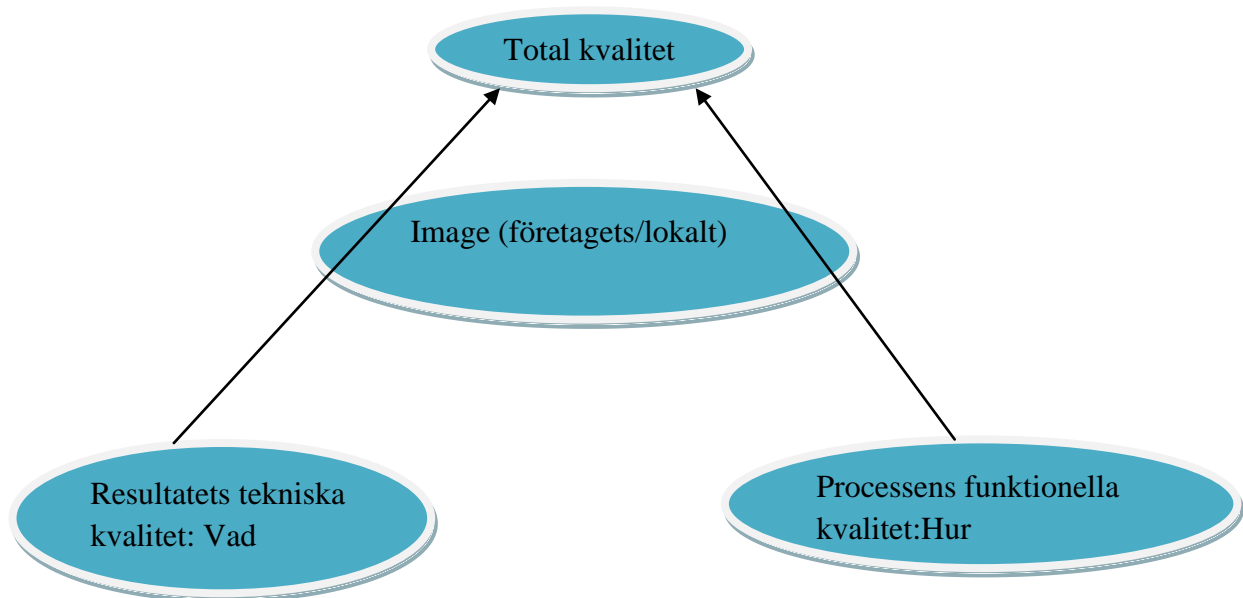 Total kvalitet
Image (företagets/lokalt)
Resultatets tekniska
kvalitet: Vad
Processens funktionella
kvalitet:Hur